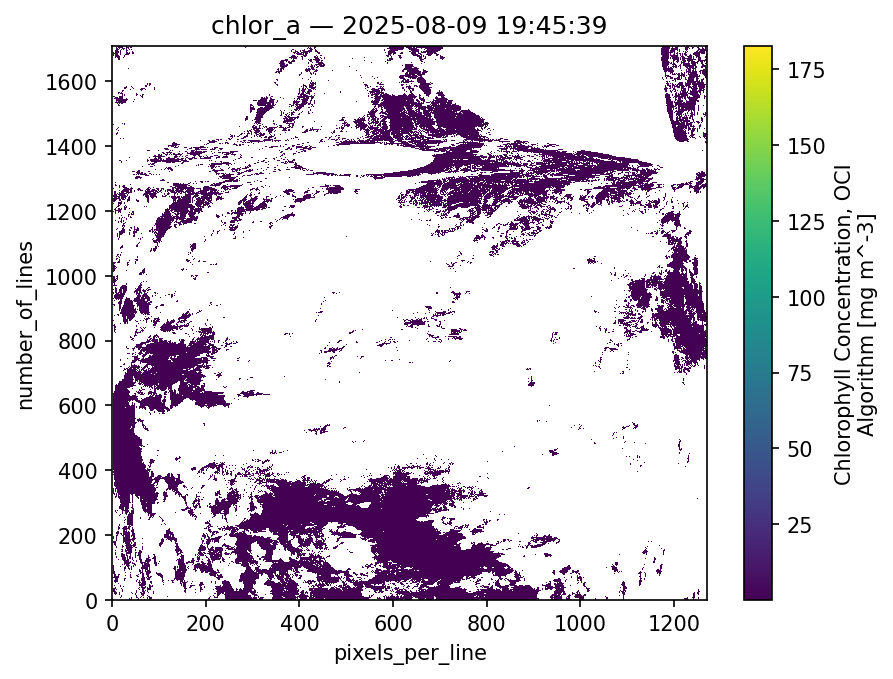 chlor_a — 2025-08-09 19:45:39
1600
1400
1200
1000
800
600
400
200
0
number_of_lines
0 200 400 600 800 1000 1200
pixels_per_line
175
150
125
100
75
50
25
Chlorophyll Concentration, OCI
Algorithm [mg m^-3]